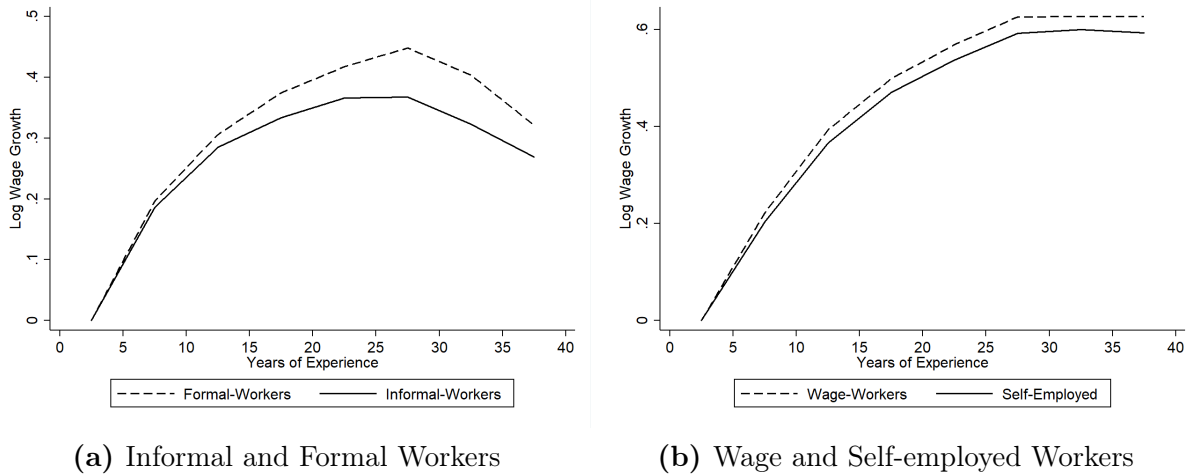 .5
.4
.3
.2
.1
0
Log Wage Growth
0 5 10 15 20 25 30 35 40
Years of Experience
Formal-Workers Informal-Workers
(a) Informal and Formal Workers
.6
.4
.2
0
Log Wage Growth
0 5 10 15 20 25 30 35 40
Years of Experience
Wage-Workers Self-Employed
(b) Wage and Self-employed Workers